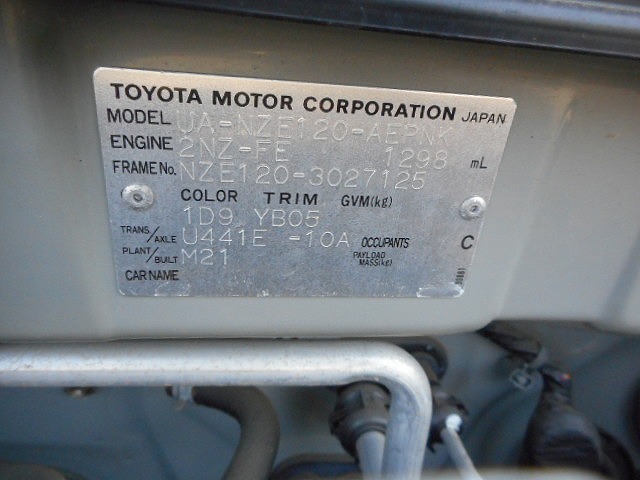 TOYOTA MOTOR CORPORATION JAPAN
MODEL UA-NZE120-AEPNK
ENGINE 2NZ-FE 1298 mL
FRAME No. NZE120-3027125
COLOR TRIM GVM(kg)
1D9 YB05
TRANS/AXLE U441E -10A OCCUPANTS C
PLANT/BUILT M21 PAYLOAD MASS(kg)
CAR NAME